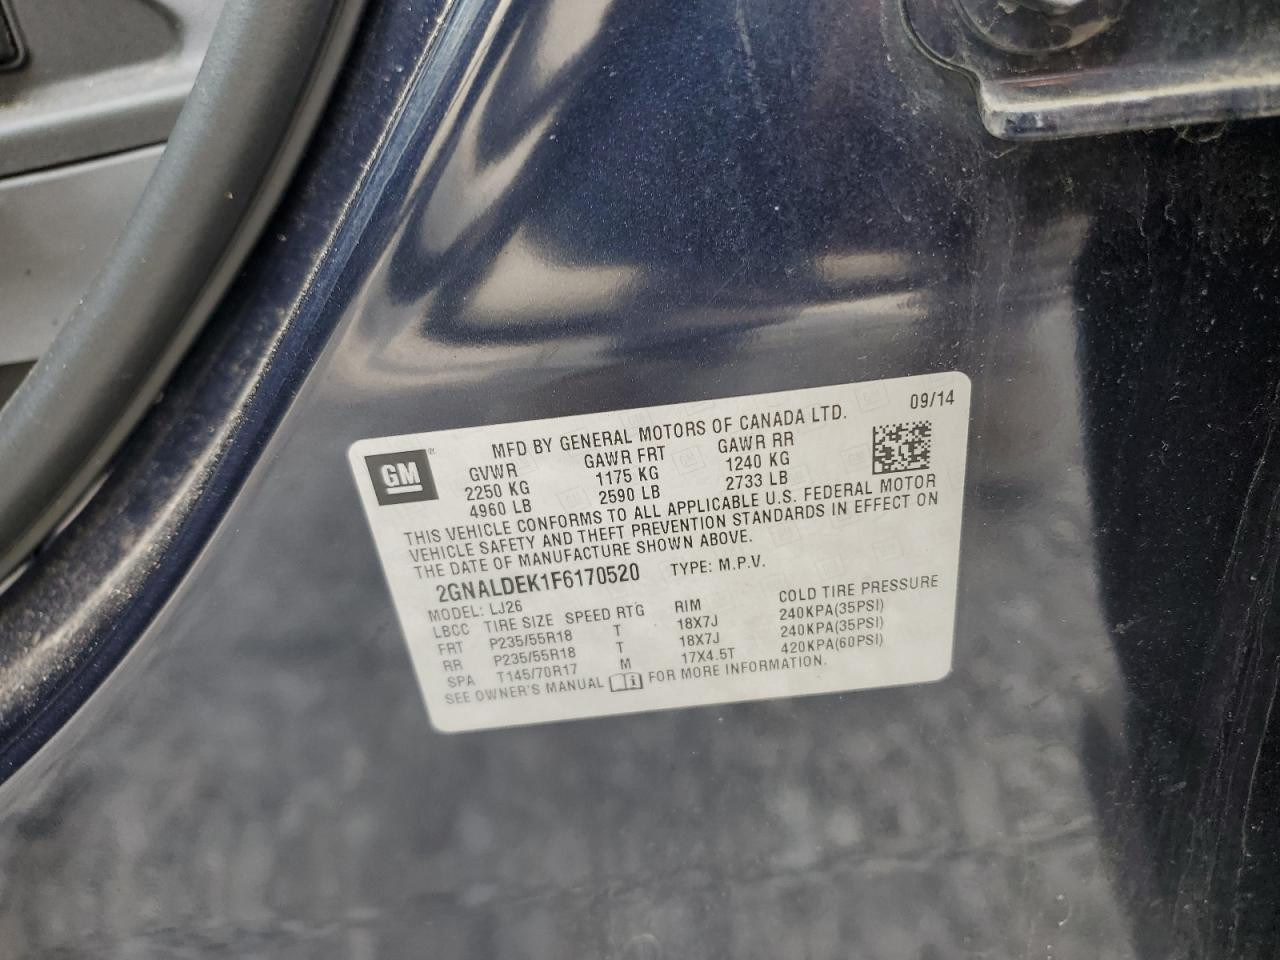 MFD BY GENERAL MOTORS OF CANADA LTD. 09/14
GM
GVWR GAWR FRT GAWR RR
2250 KG 1175 KG 1240 KG
4960 LB 2590 LB 2733 LB
THIS VEHICLE CONFORMS TO ALL APPLICABLE U.S. FEDERAL MOTOR
VEHICLE SAFETY AND THEFT PREVENTION STANDARDS IN EFFECT ON
THE DATE OF MANUFACTURE SHOWN ABOVE.
2GNALDEK1F6170520 TYPE: M.P.V.
MODEL: LJ26
LBCC TIRE SIZE SPEED RTG RIM COLD TIRE PRESSURE
FRT P235/55R18 T 18X7J 240KPA(35PSI)
RR P235/55R18 T 18X7J 240KPA(35PSI)
SPA T145/70R17 M 17X4.5T 420KPA(60PSI)
SEE OWNER'S MANUAL FOR MORE INFORMATION.